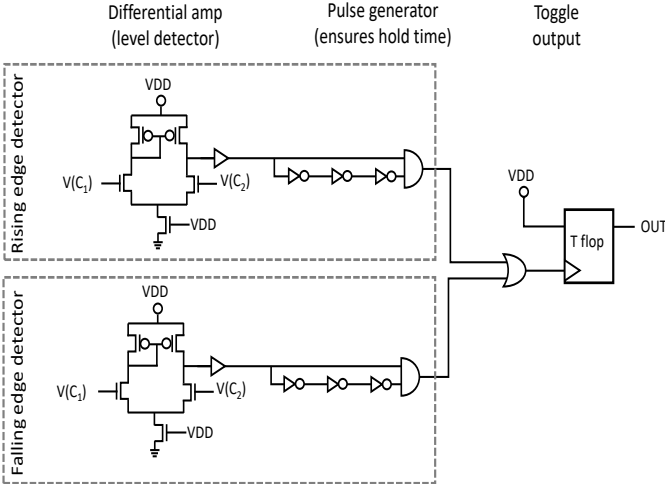 Differential amp
(level detector)
Pulse generator
(ensures hold time)
Toggle
output
Rising edge detector
VDD
V(C1)
V(C2)
VDD
VDD
T flop
OUT
Falling edge detector
VDD
V(C1)
V(C2)
VDD